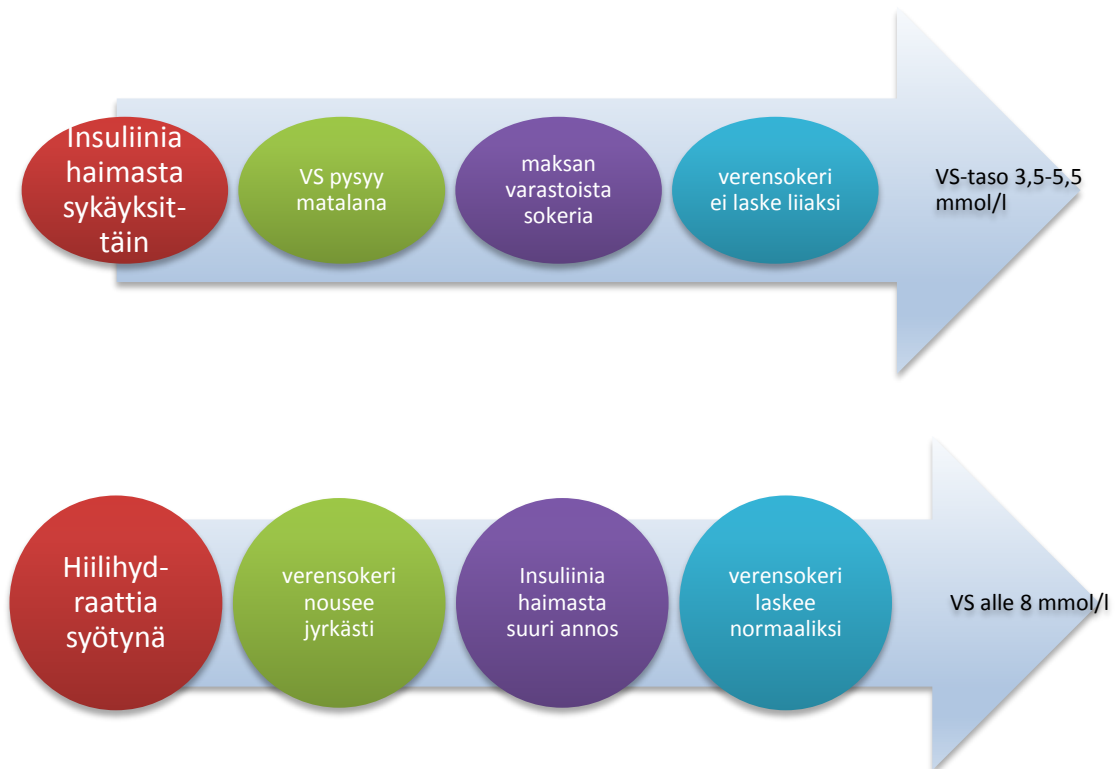 Insuliinia
haimasta
sykäyksit-
täin
VS pysyy
matalana
maksan
varastoista
sokeria
verensokeri
ei laske liiaksi
VS-taso 3,5-5,5
mmol/l
Hiilihyd-
raattia
syötynä
verensokeri
nousee
jyrkästi
Insuliinia
haimasta
suuri annos
verensokeri
laskee
normaaliksi
VS alle 8 mmol/l